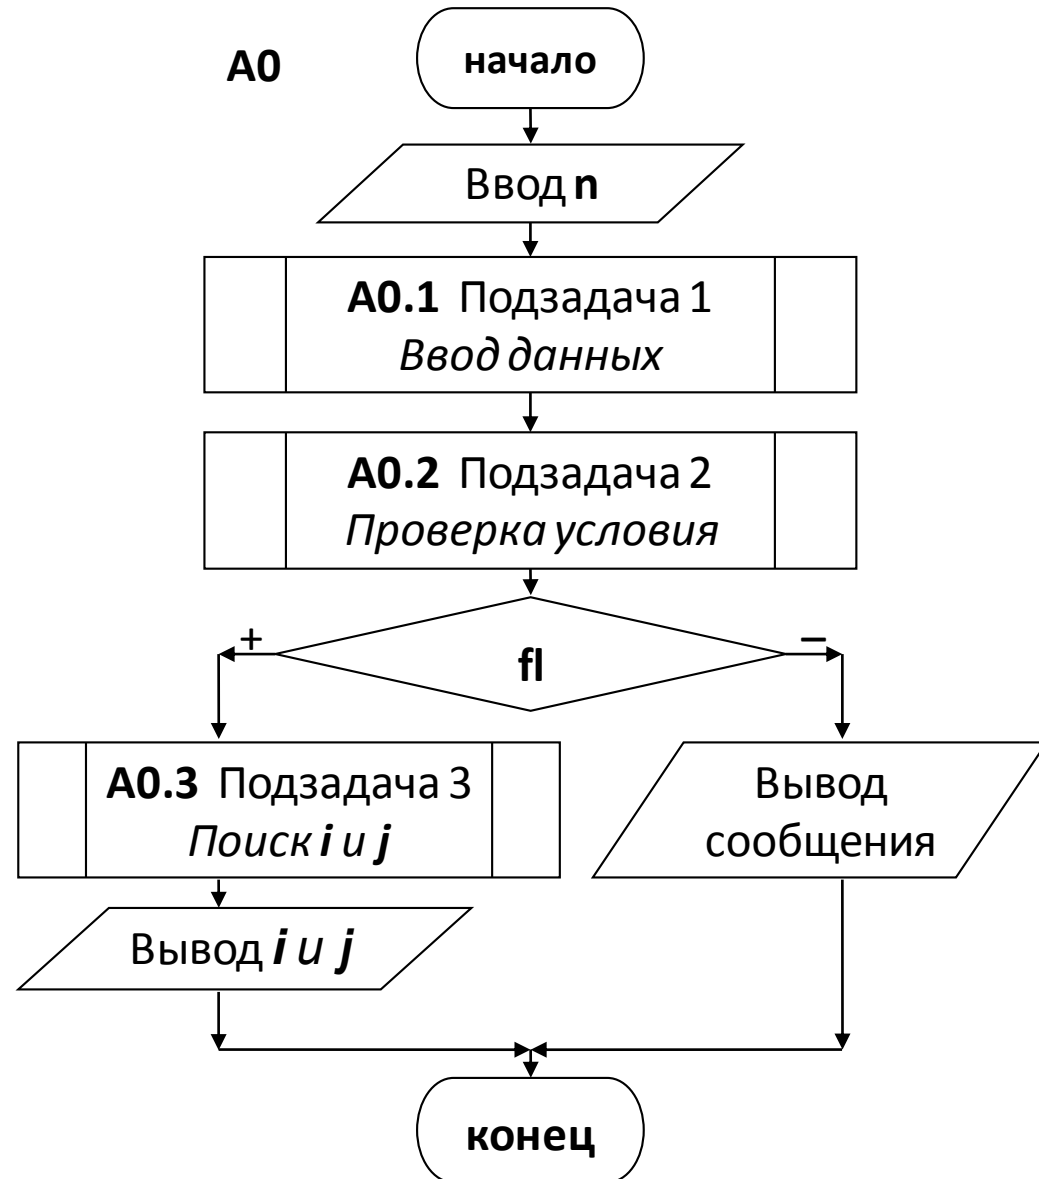 A0
начало
Ввод n
A0.1 Подзадача 1
Ввод данных
A0.2 Подзадача 2
Проверка условия
+
–
fl
A0.3 Подзадача 3
Поиск i и j
Вывод
сообщения
Вывод i и j
конец